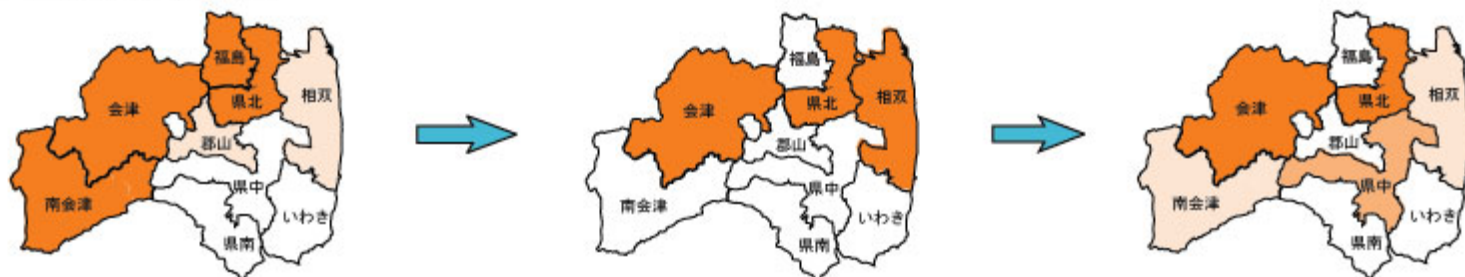 福島
県北
相双
会津
郡山
南会津
県中
いわき
県南
福島
県北
相双
会津
郡山
南会津
県中
いわき
県南
福島
県北
相双
会津
郡山
南会津
県中
いわき
県南